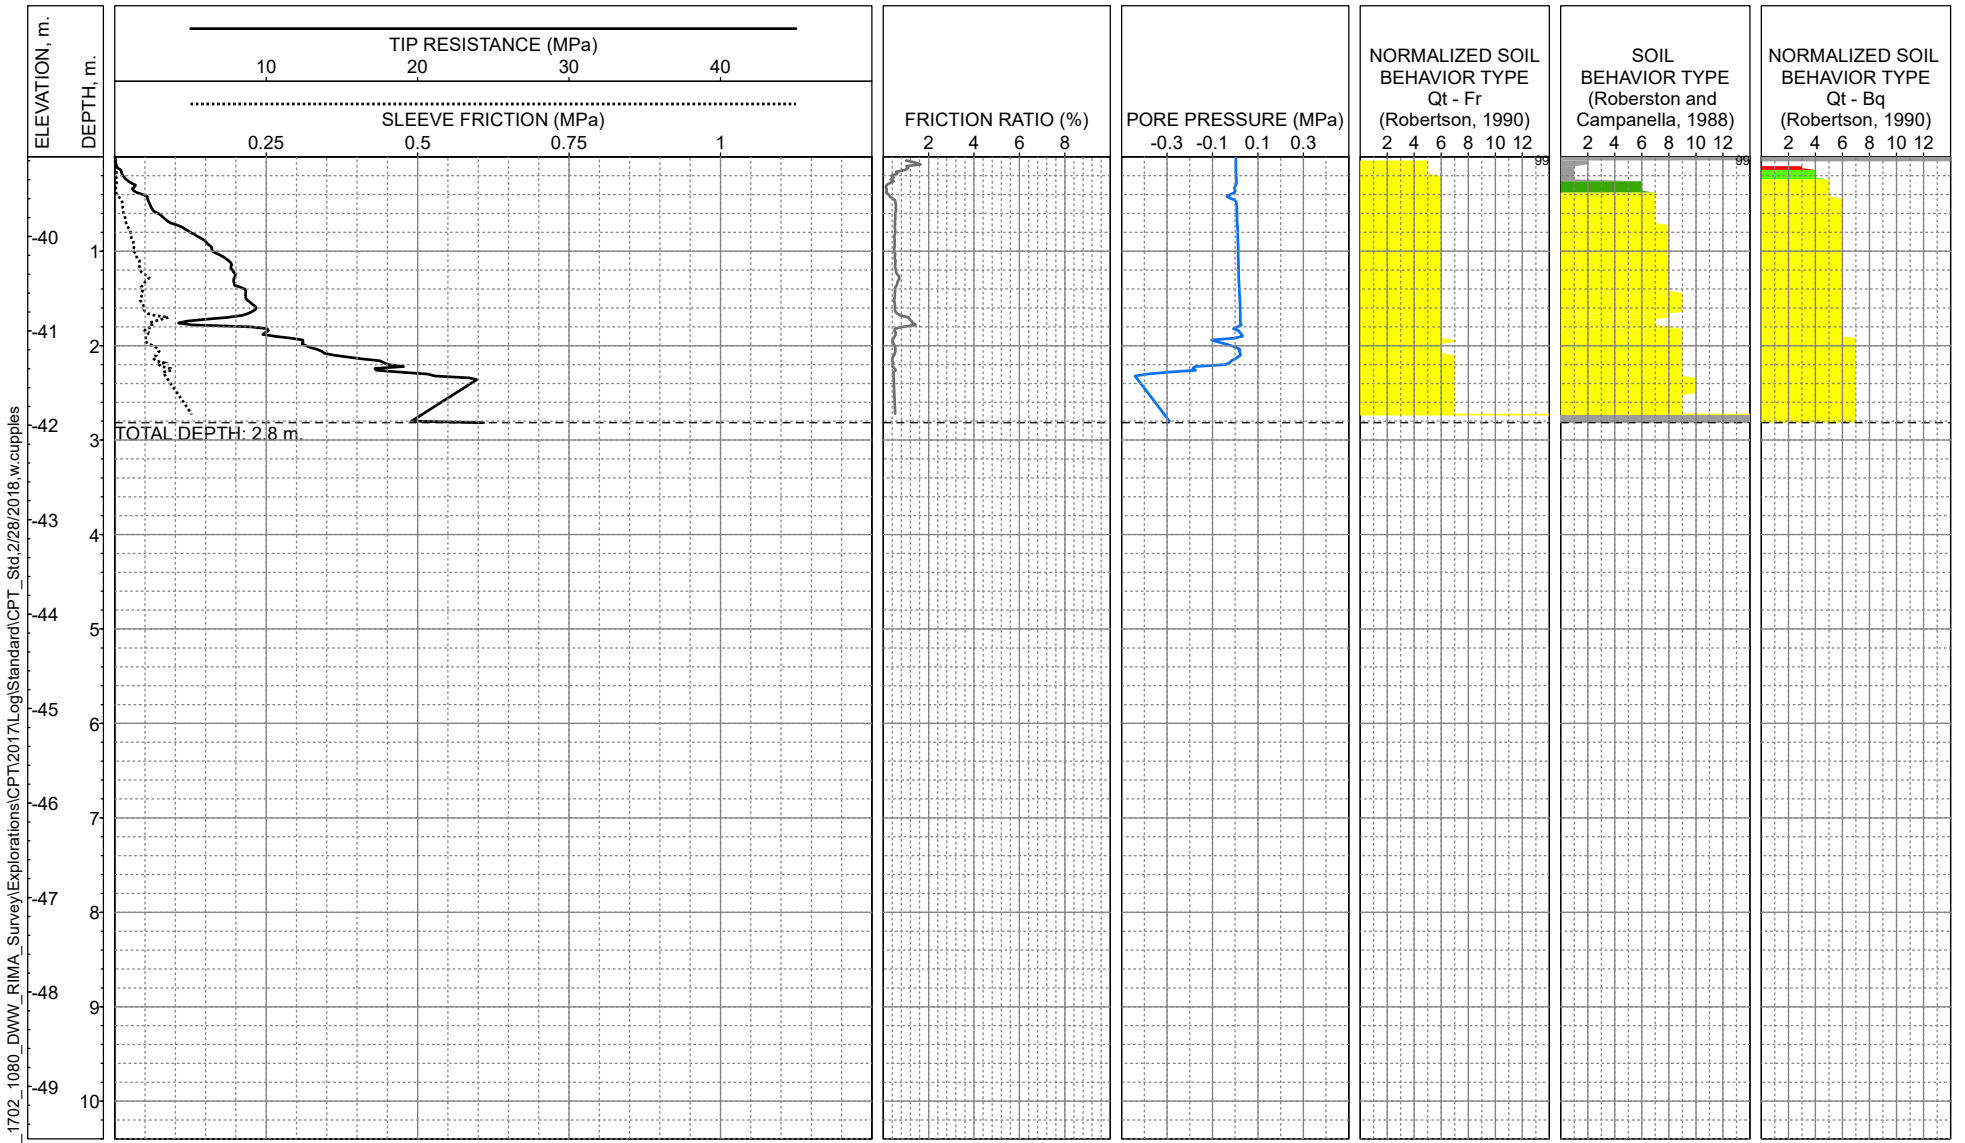 _1702_1080_DWW_RIMA_Survey\Explorations\CPT\2017\Log\Standard\CPT_Std,2/28/2018,w.cupples
ELEVATION, m.
DEPTH, m.
TIP RESISTANCE (MPa)
10 20 30 40
SLEEVE FRICTION (MPa)
0.25 0.5 0.75 1
FRICTION RATIO (%)
2 4 6 8
PORE PRESSURE (MPa)
-0.3 -0.1 0.1 0.3
NORMALIZED SOIL
BEHAVIOR TYPE
Qt - Fr
(Robertson, 1990)
2 4 6 8 10 12
99
SOIL
BEHAVIOR TYPE
(Roberston and
Campanella, 1988)
2 4 6 8 10 12
99
NORMALIZED SOIL
BEHAVIOR TYPE
Qt - Bq
(Robertson, 1990)
2 4 6 8 10 12
-40
1
-41
2
-42
TOTAL DEPTH: 2.8 m.
3
-43
4
-44
5
-45
6
-46
7
-47
8
-48
9
-49
10